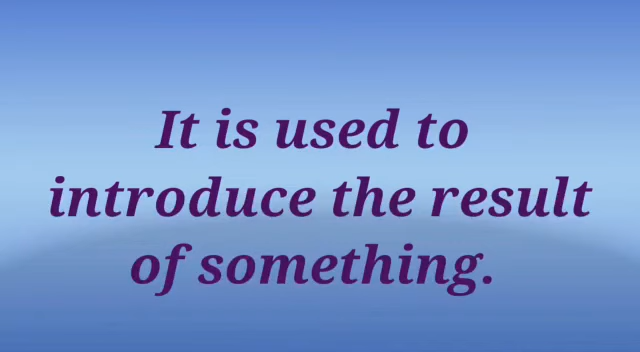 It is used to
introduce the result
of something.